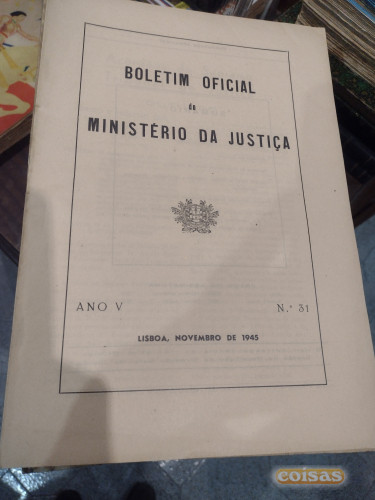 BOLETIM OFICIAL
do
MINISTÉRIO DA JUSTIÇA
ANO V N.º 31
LISBOA, NOVEMBRO DE 1945
coisas